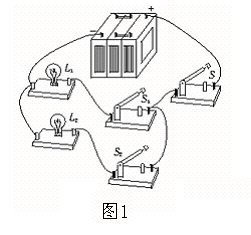 +
−
L₁
S
S₁
L₂
S₂
图1